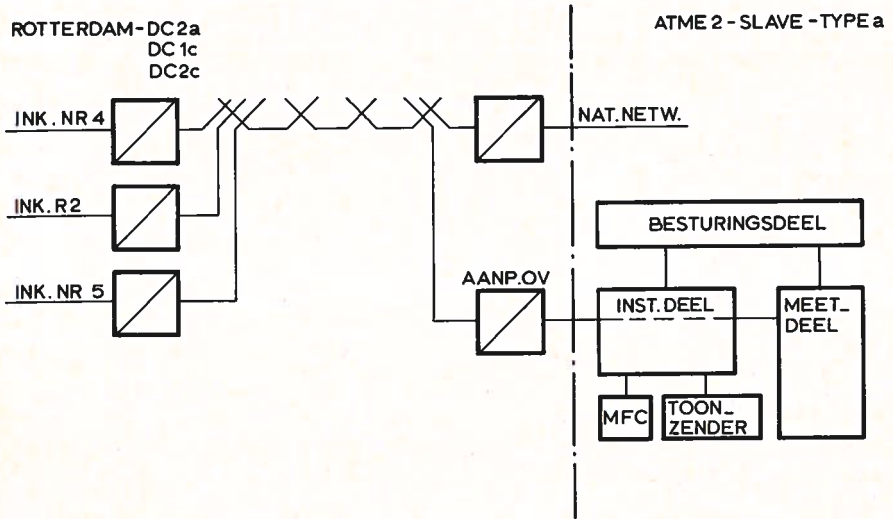 ROTTERDAM-DC2a
DC1c
DC2c
ATME 2-SLAVE-TYPE a
INK. NR 4
NAT. NETW.
INK. R2
BESTURINGSDEEL
INK. NR 5
AANP. OV
INST. DEEL
MEET_
DEEL
MFC
TOON_
ZENDER